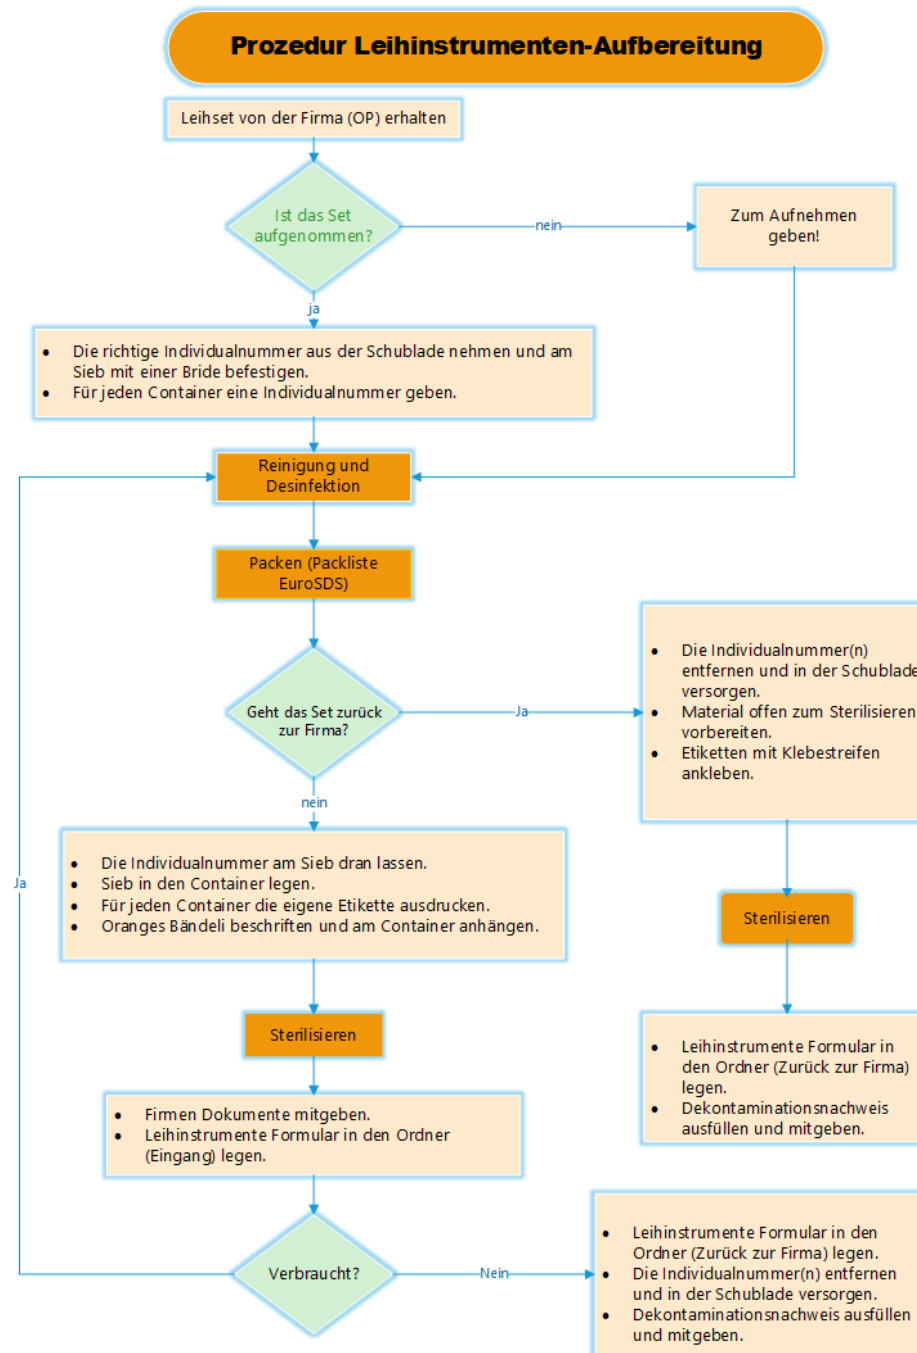 Prozedur Leihinstrumenten-Aufbereitung
Leihset von der Firma (OP) erhalten
Ist das Set
aufgenommen?
nein
Zum Aufnehmen
geben!
ja
• Die richtige Individualnummer aus der Schublade nehmen und am
Sieb mit einer Bride befestigen.
• Für jeden Container eine Individualnummer geben.
Reinigung und
Desinfektion
Packen (Packliste
EuroSDS)
Geht das Set zurück
zur Firma?
Ja
• Die Individualnummer(n)
entfernen und in der Schublade
versorgen.
• Material offen zum Sterilisieren
vorbereiten.
• Etiketten mit Klebestreifen
ankleben.
nein
• Die Individualnummer am Sieb dran lassen.
• Sieb in den Container legen.
• Für jeden Container die eigene Etikette ausdrucken.
• Oranges Bändeli beschriften und am Container anhängen.
Ja
Sterilisieren
Sterilisieren
• Leihinstrumente Formular in
den Ordner (Zurück zur Firma)
legen.
• Dekontaminationsnachweis
ausfüllen und mitgeben.
• Firmen Dokumente mitgeben.
• Leihinstrumente Formular in den Ordner
(Eingang) legen.
Verbraucht?
Nein
• Leihinstrumente Formular in den
Ordner (Zurück zur Firma) legen.
• Die Individualnummer(n) entfernen
und in der Schublade versorgen.
• Dekontaminationsnachweis ausfüllen
und mitgeben.